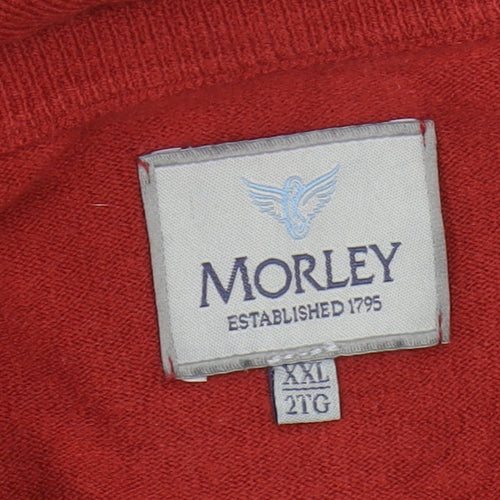 MORLEY
ESTABLISHED 1795
XXL
2TG